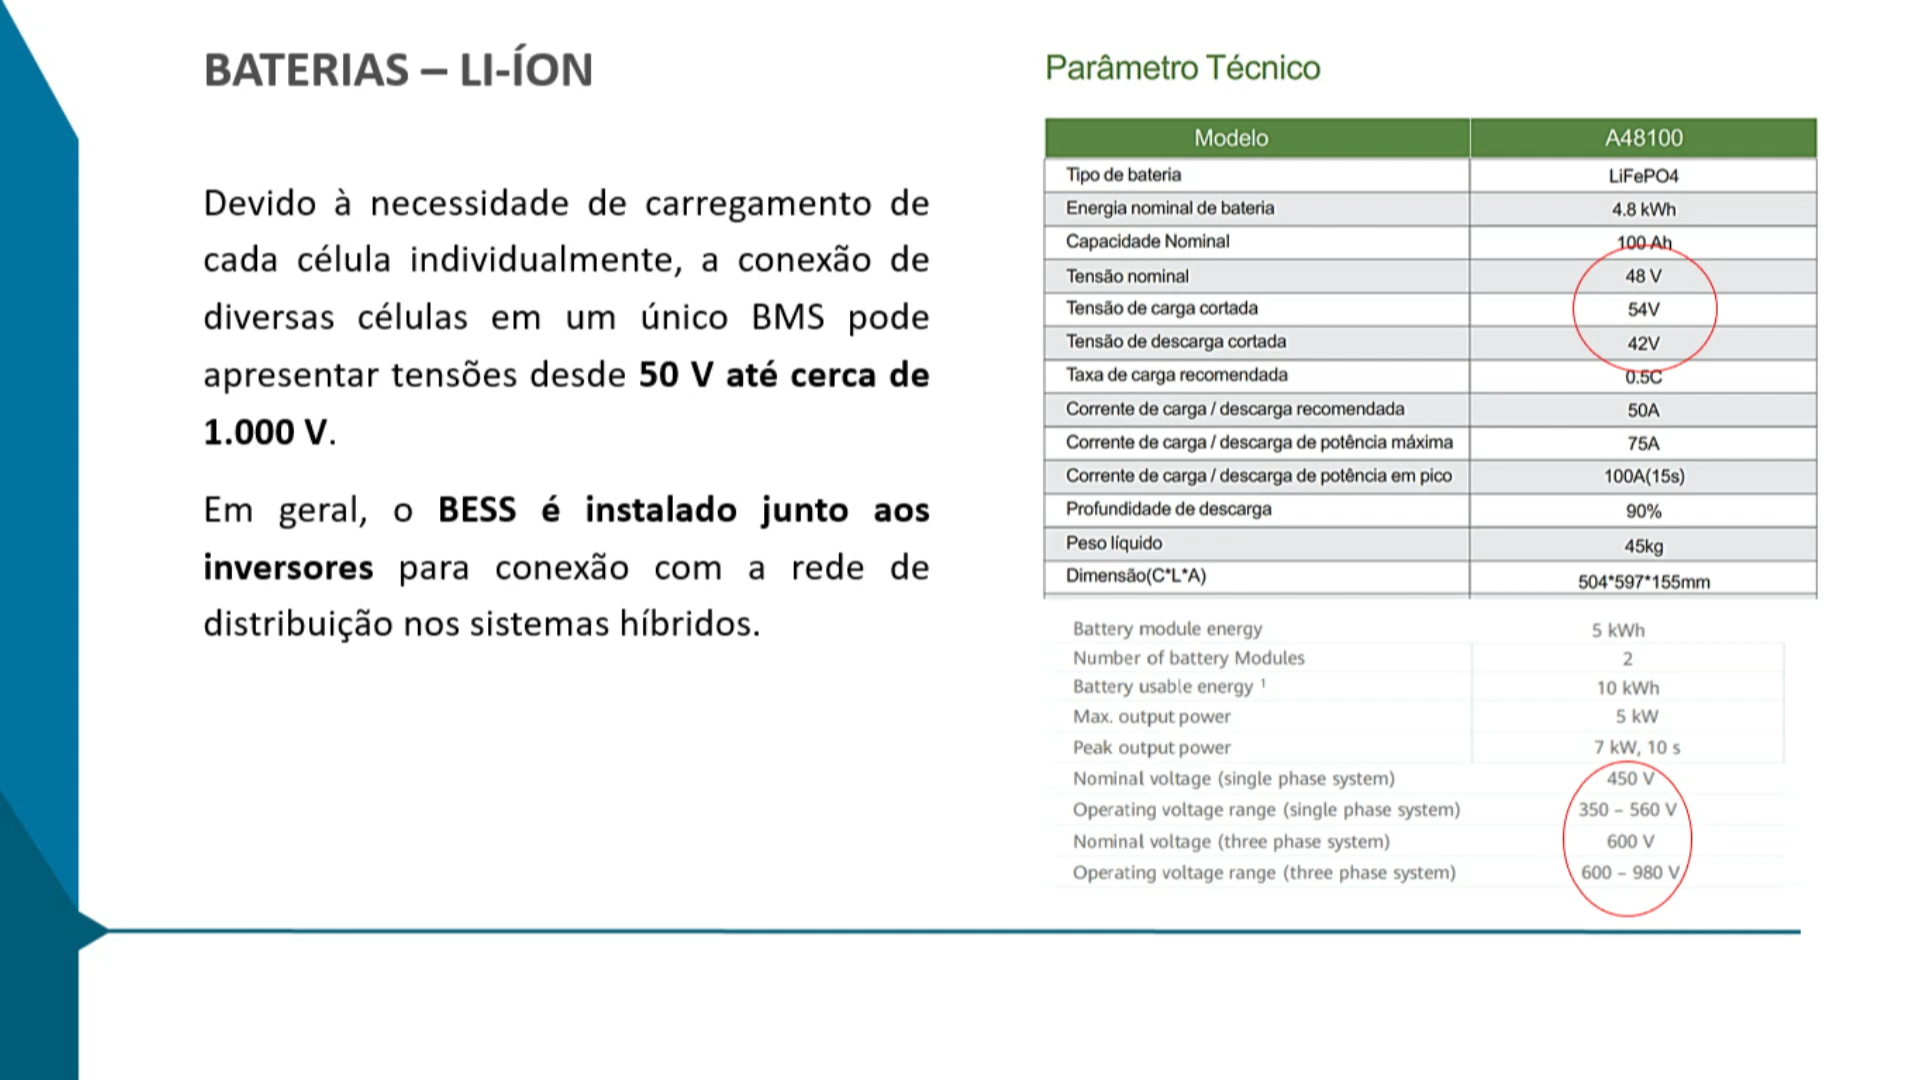 BATERIAS – LI-ÍON
Devido à necessidade de carregamento de
cada célula individualmente, a conexão de
diversas células em um único BMS pode
apresentar tensões desde 50 V até cerca de
1.000 V.
Em geral, o BESS é instalado junto aos
inversores para conexão com a rede de
distribuição nos sistemas híbridos.
Parâmetro Técnico
Modelo A48100
Tipo de bateria LiFePO4
Energia nominal de bateria 4.8 kWh
Capacidade Nominal 100 Ah
Tensão nominal 48 V
Tensão de carga cortada 54V
Tensão de descarga cortada 42V
Taxa de carga recomendada 0.5C
Corrente de carga / descarga recomendada 50A
Corrente de carga / descarga de potência máxima 75A
Corrente de carga / descarga de potência em pico 100A(15s)
Profundidade de descarga 90%
Peso líquido 45kg
Dimensão(C*L*A) 504*597*155mm
Battery module energy 5 kWh
Number of battery Modules 2
Battery usable energy ¹ 10 kWh
Max. output power 5 kW
Peak output power 7 kW, 10 s
Nominal voltage (single phase system) 450 V
Operating voltage range (single phase system) 350 – 560 V
Nominal voltage (three phase system) 600 V
Operating voltage range (three phase system) 600 – 980 V